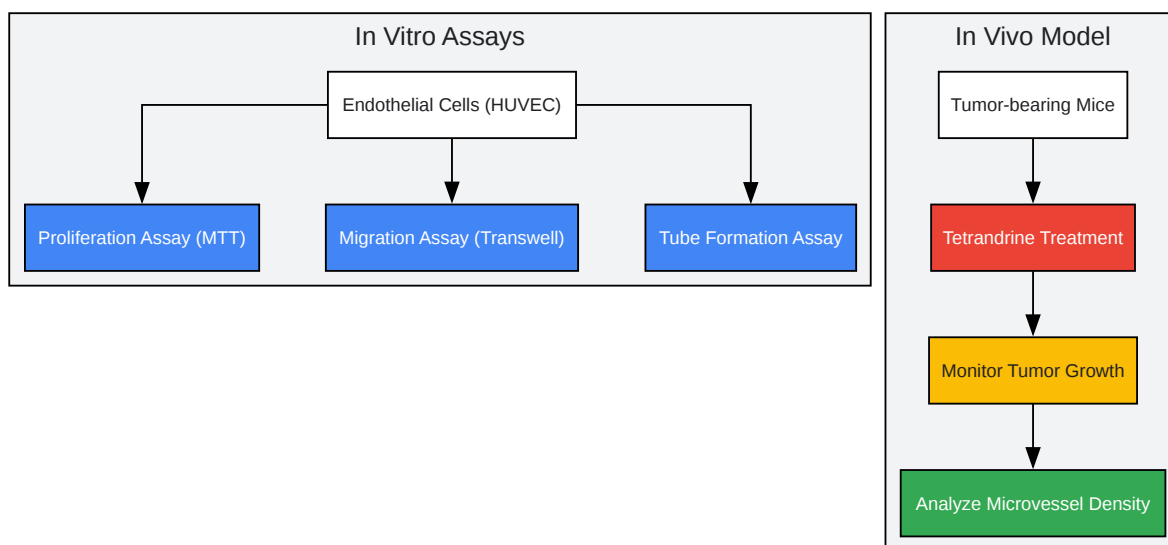 In Vitro Assays
Endothelial Cells (HUVEC)
Proliferation Assay (MTT)
Migration Assay (Transwell)
Tube Formation Assay
In Vivo Model
Tumor-bearing Mice
Tetrandrine Treatment
Monitor Tumor Growth
Analyze Microvessel Density